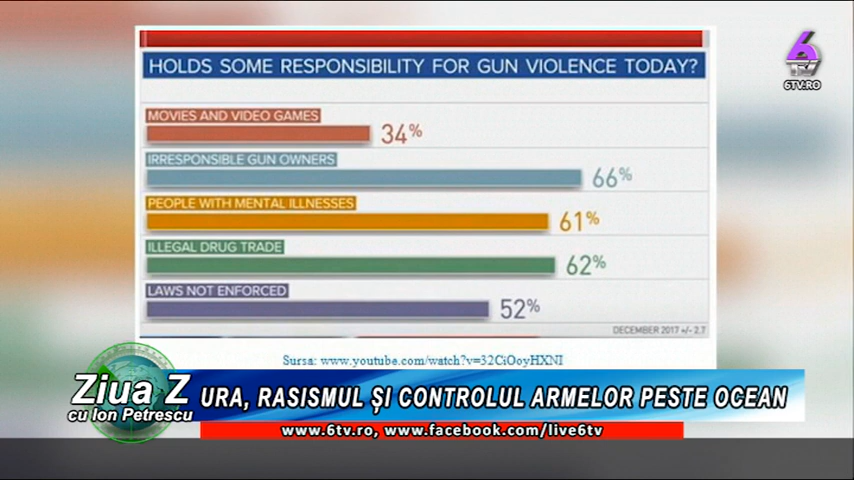 HOLDS SOME RESPONSIBILITY FOR GUN VIOLENCE TODAY?
6
TV
6TV.RO
MOVIES AND VIDEO GAMES
34%
IRRESPONSIBLE GUN OWNERS
66%
PEOPLE WITH MENTAL ILLNESSES
61%
ILLEGAL DRUG TRADE
62%
LAWS NOT ENFORCED
52%
DECEMBER 2017 +/- 2.7
Sursa: www.youtube.com/watch?v=32CiOoyHXNI
Ziua Z
cu Ion Petrescu
URA, RASISMUL ȘI CONTROLUL ARMELOR PESTE OCEAN
www.6tv.ro, www.facebook.com/live6tv